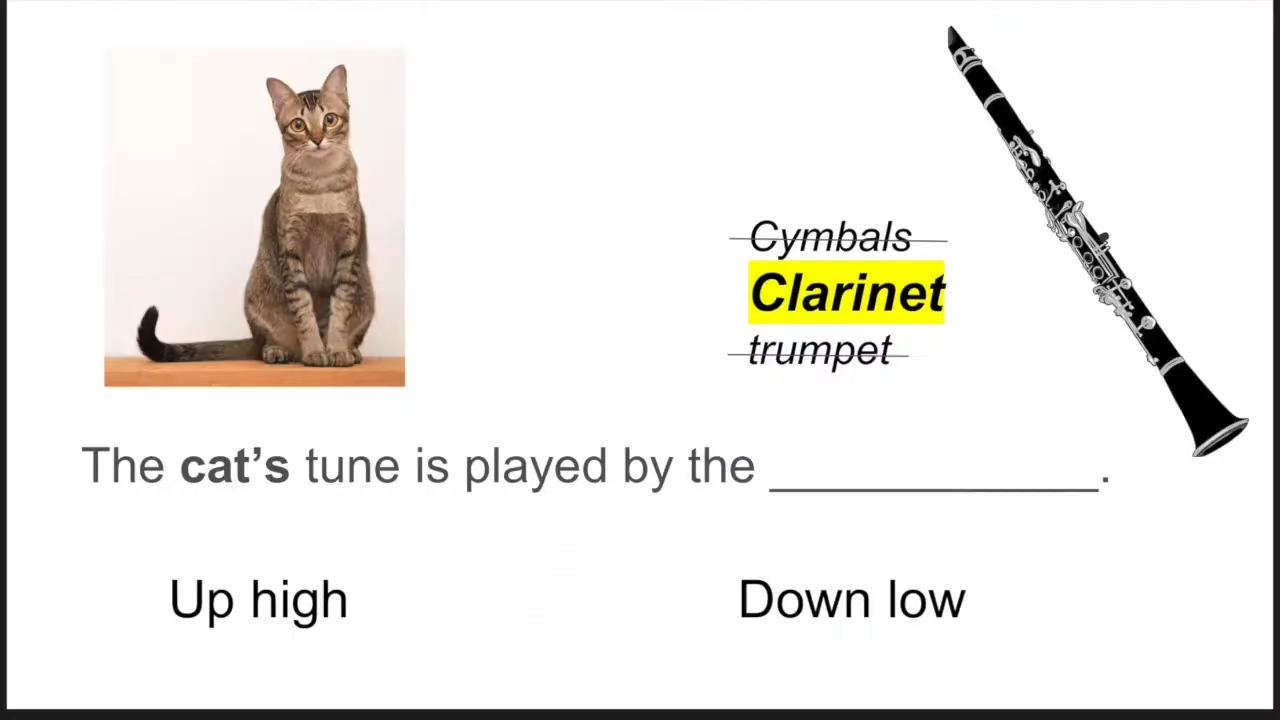 Cymbals
Clarinet
trumpet
The cat’s tune is played by the _____________.
Up high
Down low